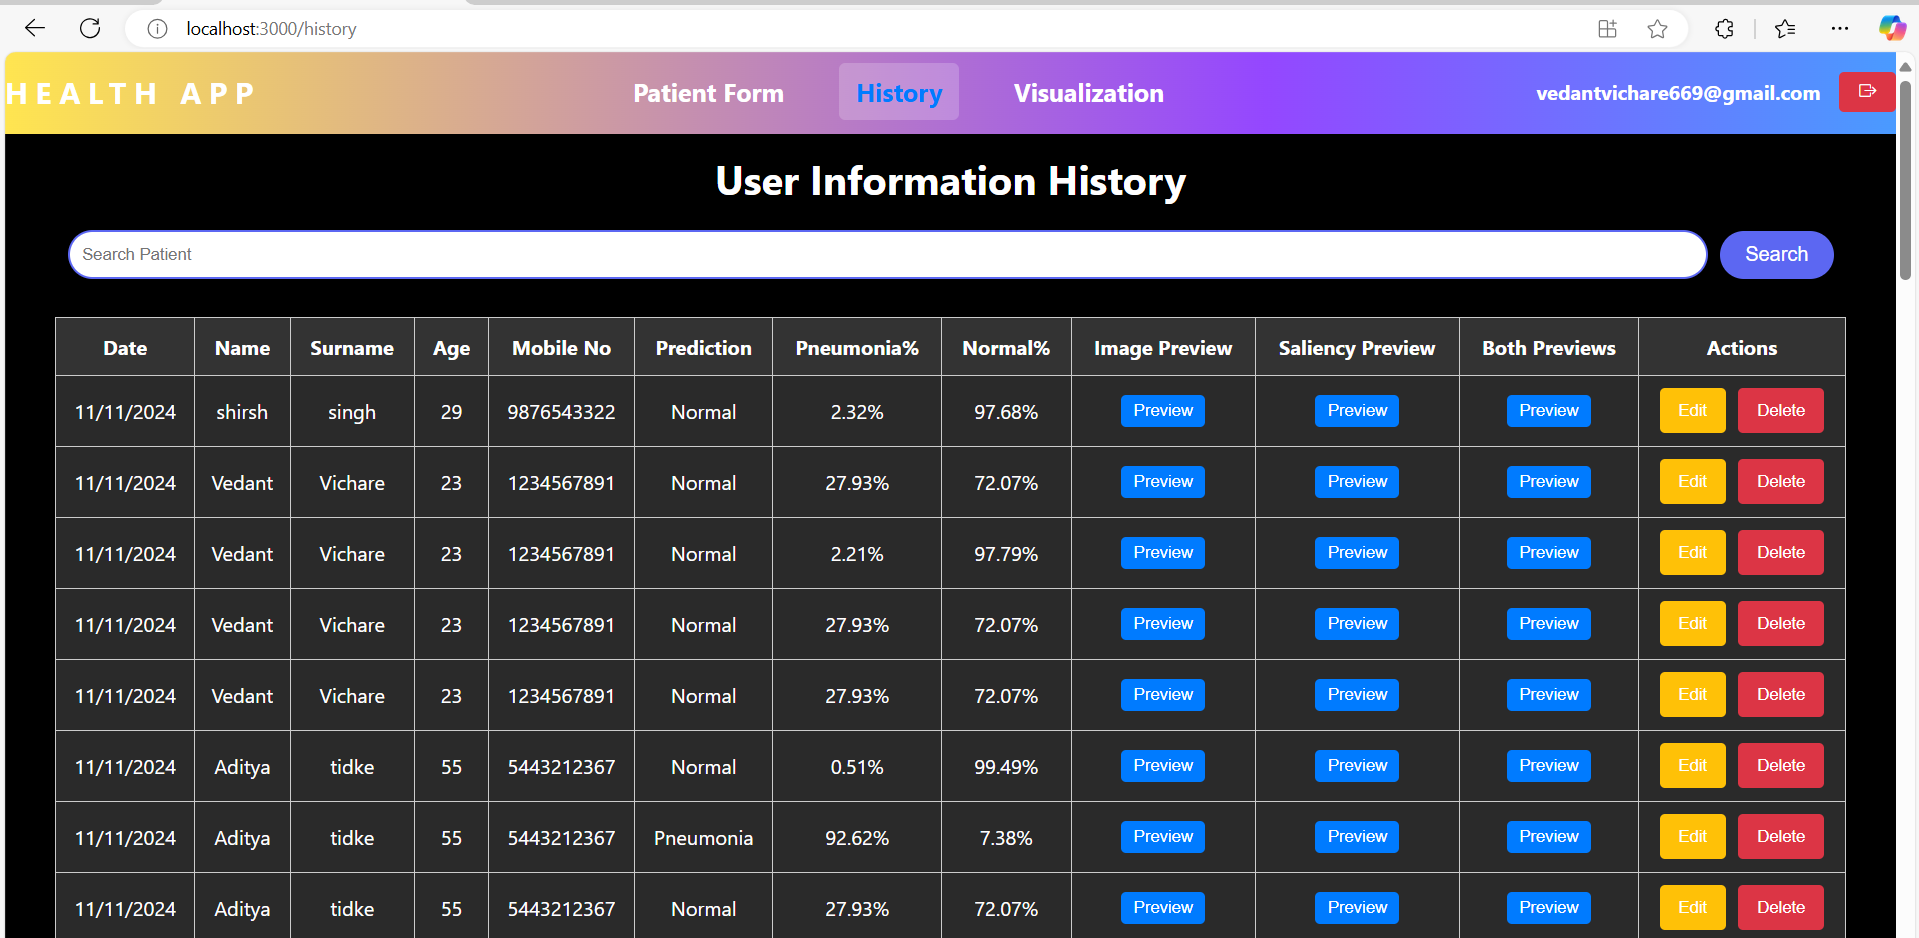 localhost:3000/history
HEALTH APP Patient Form History Visualization vedantvichare669@gmail.com
User Information History
Search Patient Search
Date Name Surname Age Mobile No Prediction Pneumonia% Normal% Image Preview Saliency Preview Both Previews Actions
11/11/2024 shirsh singh 29 9876543322 Normal 2.32% 97.68% Preview Preview Preview Edit Delete
11/11/2024 Vedant Vichare 23 1234567891 Normal 27.93% 72.07% Preview Preview Preview Edit Delete
11/11/2024 Vedant Vichare 23 1234567891 Normal 2.21% 97.79% Preview Preview Preview Edit Delete
11/11/2024 Vedant Vichare 23 1234567891 Normal 27.93% 72.07% Preview Preview Preview Edit Delete
11/11/2024 Vedant Vichare 23 1234567891 Normal 27.93% 72.07% Preview Preview Preview Edit Delete
11/11/2024 Aditya tidke 55 5443212367 Normal 0.51% 99.49% Preview Preview Preview Edit Delete
11/11/2024 Aditya tidke 55 5443212367 Pneumonia 92.62% 7.38% Preview Preview Preview Edit Delete
11/11/2024 Aditya tidke 55 5443212367 Normal 27.93% 72.07% Preview Preview Preview Edit Delete